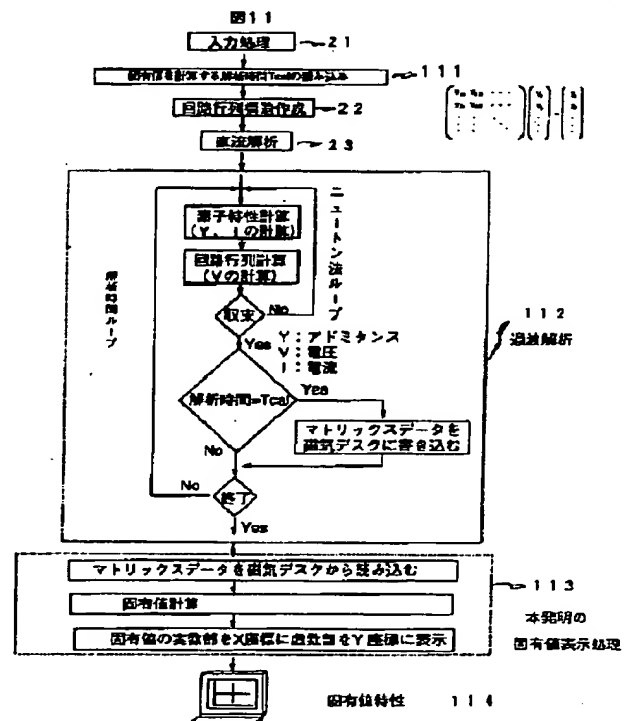 図11
入力処理 21
固有値を計算する解析時間Tcalの読み込み 111
回路行列構造作成 22
直流解析 23
解析時間ループ
ニュートン法ループ
素子特性計算
(Y, Iの計算)
回路行列計算
(Vの計算)
収束 No
Yes
Y:アドミタンス
V:電圧
I:電流
112
過渡解析
解析時間=Tcal Yes
マトリックスデータを
磁気デスクに書き込む
No
No 終了
Yes
マトリックスデータを磁気デスクから読み込む
113
固有値計算
本発明の
固有値表示処理
固有値の実数部をX座標に虚数部をY座標に表示
固有値特性 114